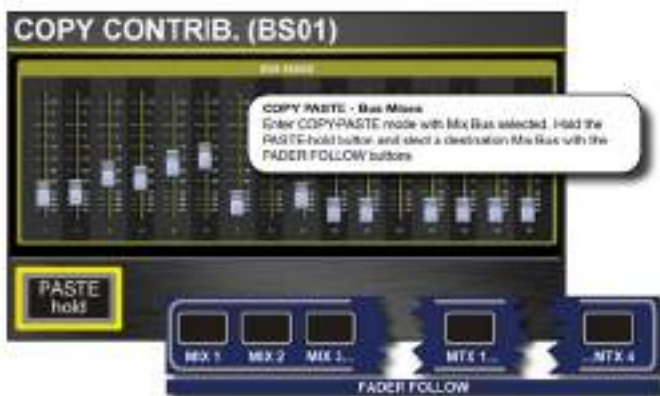 COPY CONTRIB. (BS01)
COPY PASTE - Bus Mixes
Enter COPY-PASTE mode with Mix Bus selected. Hold the
PASTE-hold button and slect a destination Mix Bus with the
FADER FOLLOW buttons
PASTE
hold
MIX 1 MIX 2 MIX 3... MTX 1... ...MTX 4
FADER FOLLOW